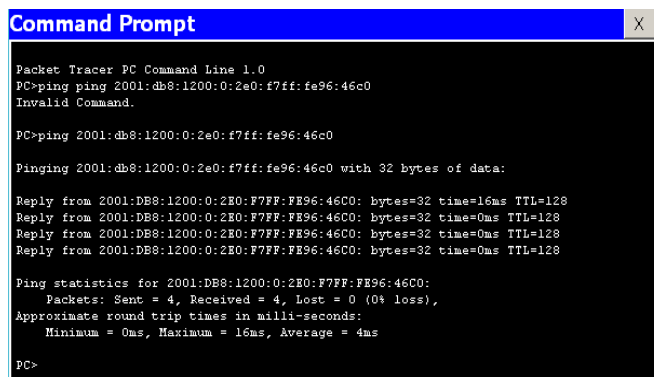 Command Prompt
X
Packet Tracer PC Command Line 1.0
PC>ping ping 2001:db8:1200:0:2e0:f7ff:fe96:46c0
Invalid Command.
PC>ping 2001:db8:1200:0:2e0:f7ff:fe96:46c0
Pinging 2001:db8:1200:0:2e0:f7ff:fe96:46c0 with 32 bytes of data:
Reply from 2001:DB8:1200:0:2E0:F7FF:FE96:46C0: bytes=32 time=16ms TTL=128
Reply from 2001:DB8:1200:0:2E0:F7FF:FE96:46C0: bytes=32 time=0ms TTL=128
Reply from 2001:DB8:1200:0:2E0:F7FF:FE96:46C0: bytes=32 time=0ms TTL=128
Reply from 2001:DB8:1200:0:2E0:F7FF:FE96:46C0: bytes=32 time=0ms TTL=128
Ping statistics for 2001:DB8:1200:0:2E0:F7FF:FE96:46C0:
Packets: Sent = 4, Received = 4, Lost = 0 (0% loss),
Approximate round trip times in milli-seconds:
Minimum = 0ms, Maximum = 16ms, Average = 4ms
PC>